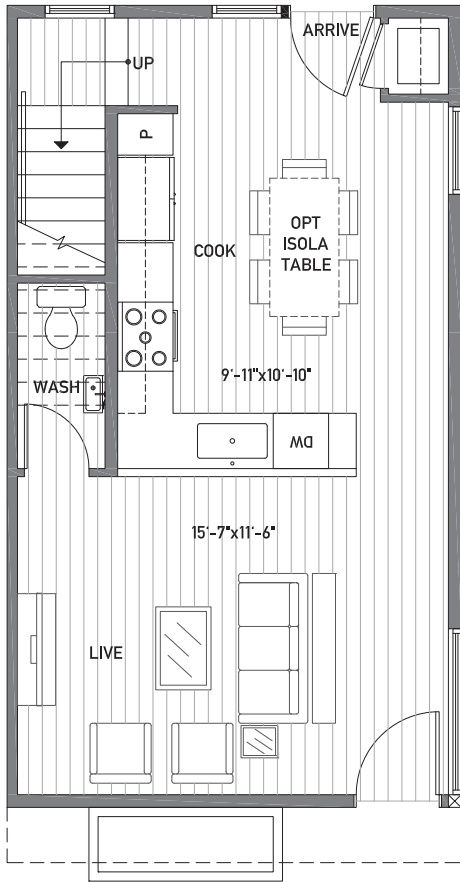 ARRIVE
UP
P
COOK
OPT
ISOLA
TABLE
9'-11"x10'-10"
WASH
DW
15'-7"x11'-6"
LIVE